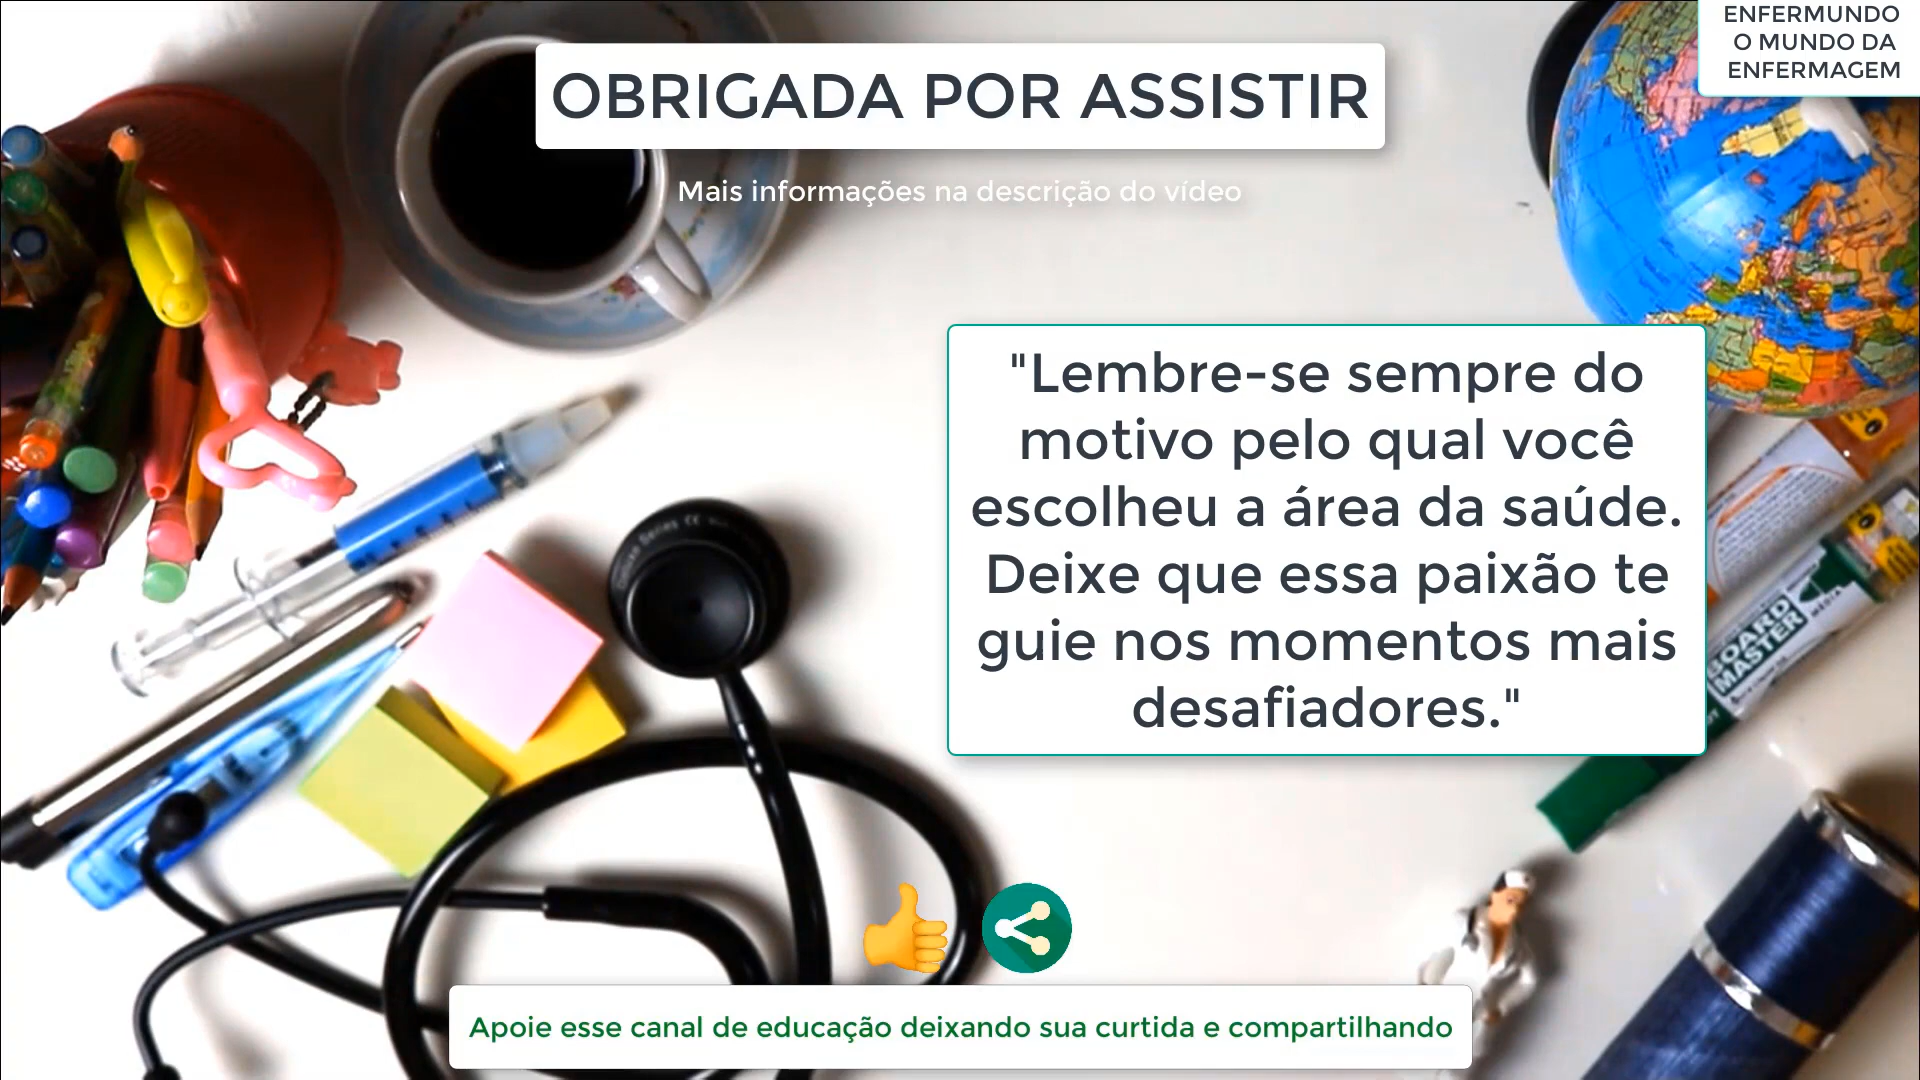 ENFERMUNDO
O MUNDO DA
ENFERMAGEM
OBRIGADA POR ASSISTIR
Mais informações na descrição do vídeo
"Lembre-se sempre do
motivo pelo qual você
escolheu a área da saúde.
Deixe que essa paixão te
guie nos momentos mais
desafiadores."
BOARD
MASTER
Apoie esse canal de educação deixando sua curtida e compartilhando